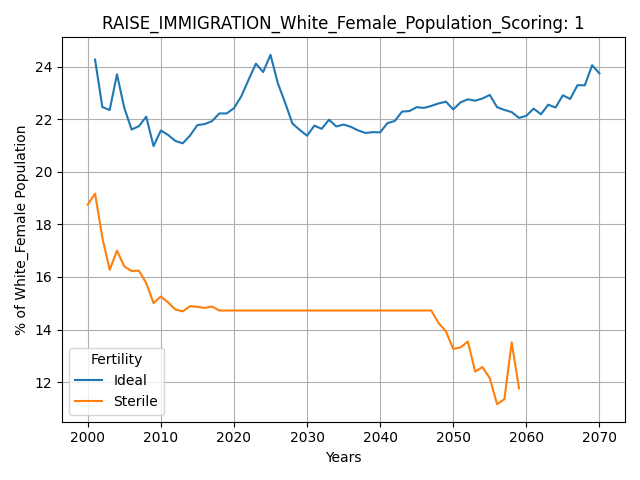 RAISE_IMMIGRATION_White_Female_Population_Scoring: 1
% of White_Female Population
24
22
20
18
16
14
12
Fertility
Ideal
Sterile
2000 2010 2020 2030 2040 2050 2060 2070
Years